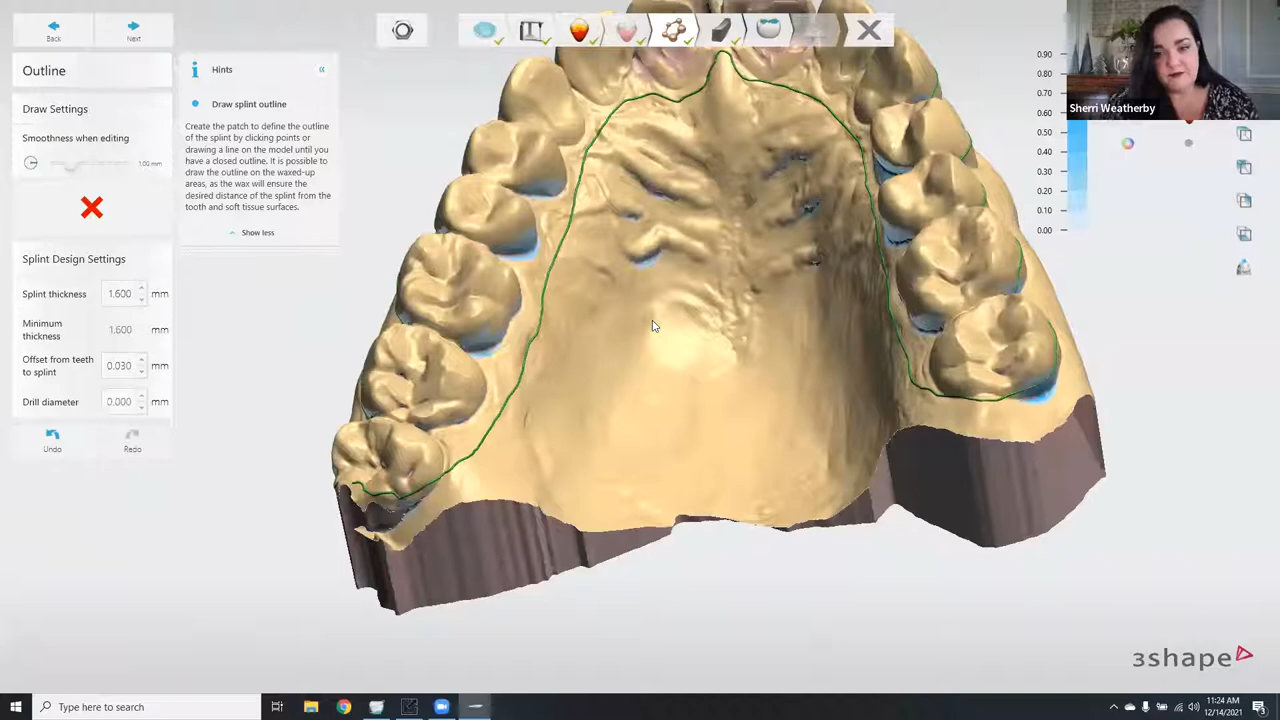 Back
Next
Outline
Draw Settings
Smoothness when editing
1.00 mm
Splint Design Settings
Splint thickness
1.600
mm
Minimum
thickness
1.600
mm
Offset from teeth
to splint
0.030
mm
Drill diameter
0.000
mm
Undo
Redo
Hints
Draw splint outline
Create the patch to define the outline
of the splint by clicking points or
drawing a line on the model until you
have a closed outline. It is possible to
draw the outline on the waxed-up
areas, as the wax will ensure the
desired distance of the splint from the
tooth and soft tissue surfaces.
Show less
0.90
0.80
0.70
0.60
0.50
0.40
0.30
0.20
0.10
0.00
Sherri Weatherby
3shape
Type here to search
11:24 AM
12/14/2021
3